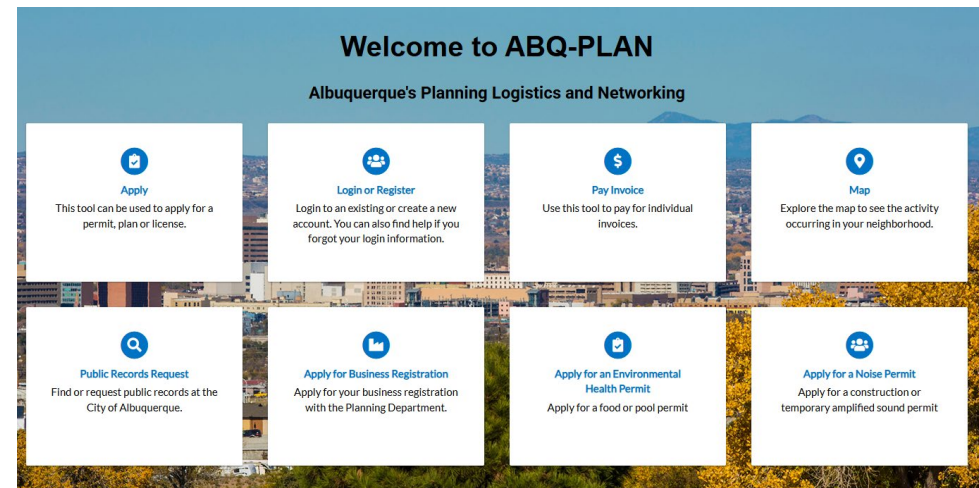 Welcome to ABQ-PLAN
Albuquerque's Planning Logistics and Networking
Apply
This tool can be used to apply for a
permit, plan or license.
Login or Register
Login to an existing or create a new
account. You can also find help if you
forgot your login information.
Pay Invoice
Use this tool to pay for individual
invoices.
Map
Explore the map to see the activity
occurring in your neighborhood.
Public Records Request
Find or request public records at the
City of Albuquerque.
Apply for Business Registration
Apply for your business registration
with the Planning Department.
Apply for an Environmental
Health Permit
Apply for a food or pool permit
Apply for a Noise Permit
Apply for a construction or
temporary amplified sound permit